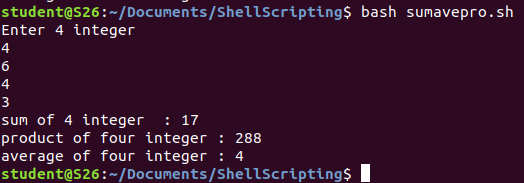 student@S26:~/Documents/ShellScripting$ bash sumavepro.sh
Enter 4 integer
4
6
4
3
sum of 4 integer  : 17
product of four integer : 288
average of four integer : 4
student@S26:~/Documents/ShellScripting$